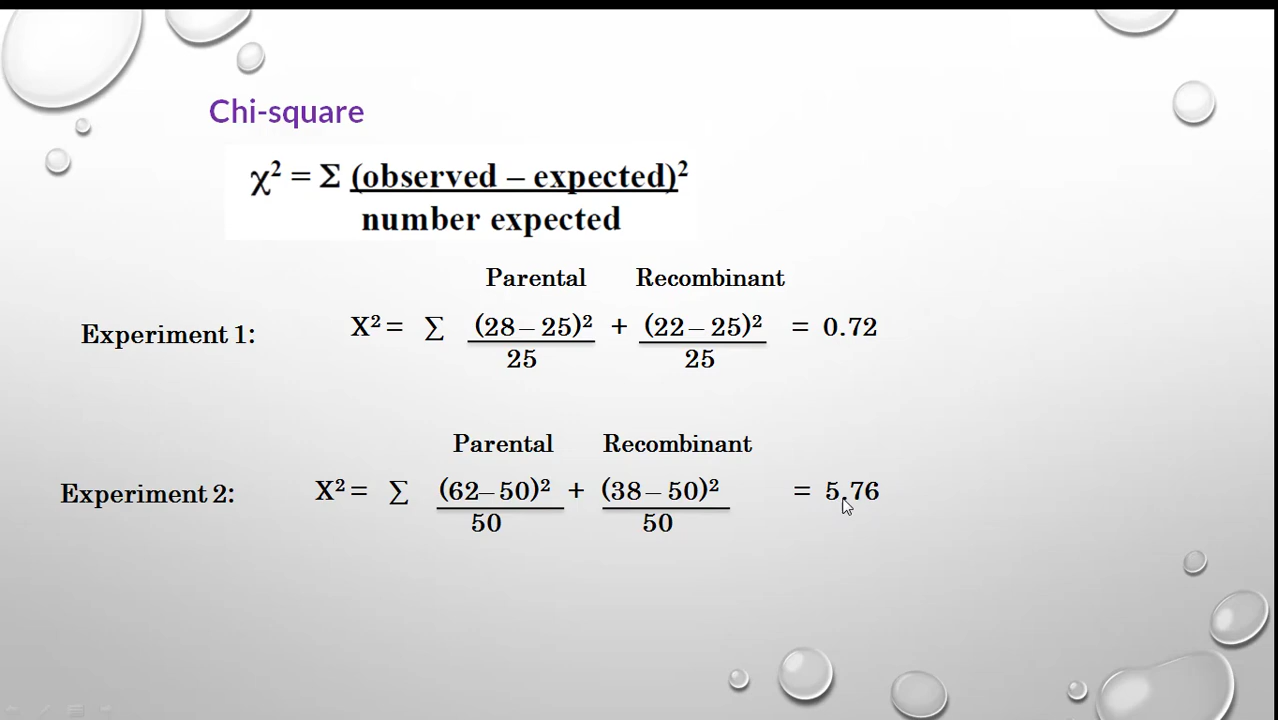 Chi-square
χ² = Σ (observed – expected)²
number expected
Parental Recombinant
Experiment 1: X² = ∑ (28 – 25)² + (22 – 25)² = 0.72
25 25
Parental Recombinant
Experiment 2: X² = ∑ (62 – 50)² + (38 – 50)² = 5.76
50 50